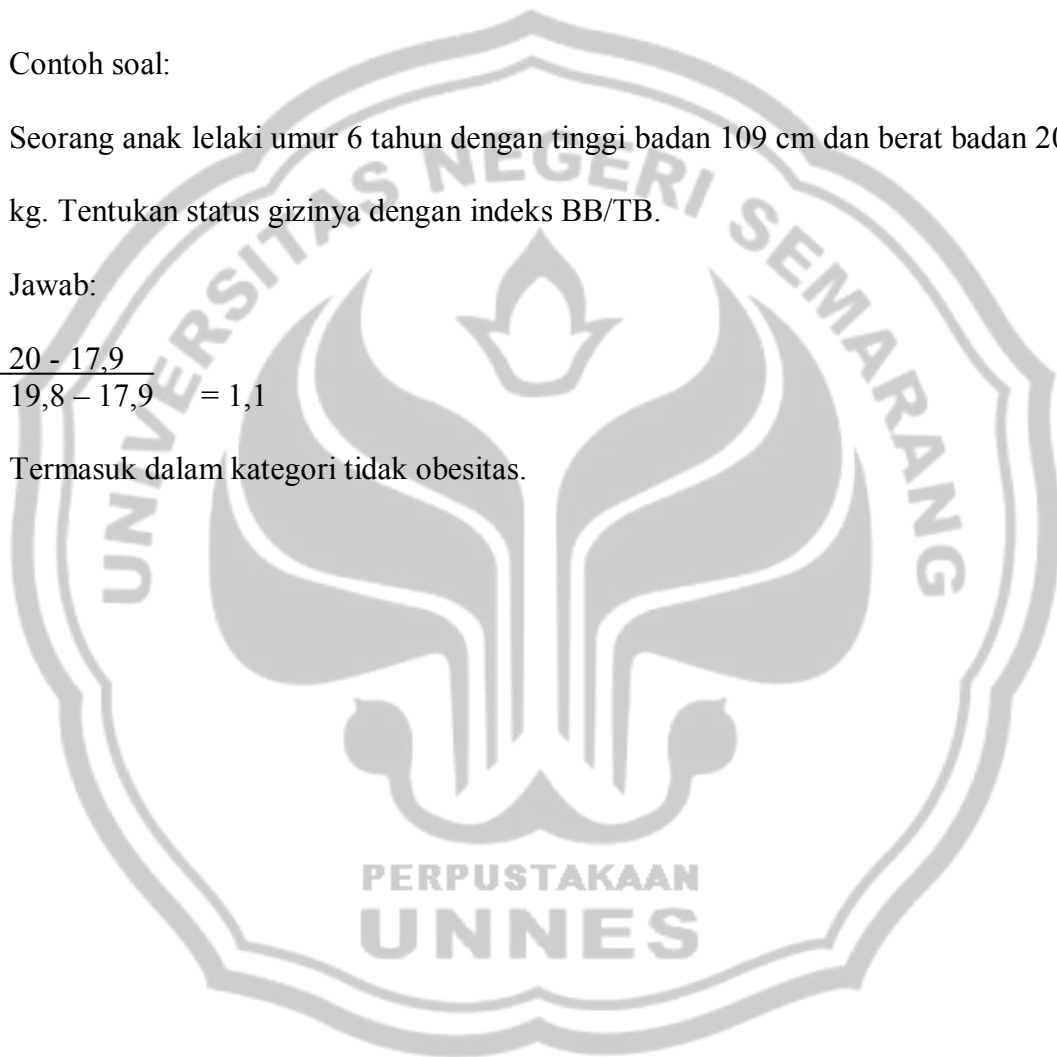 Contoh soal:
Seorang anak lelaki umur 6 tahun dengan tinggi badan 109 cm dan berat badan 20
kg. Tentukan status gizinya dengan indeks BB/TB.
Jawab:
20 - 17,9
19,8 – 17,9 = 1,1
Termasuk dalam kategori tidak obesitas.
UNIVERSITAS NEGERI SEMARANG
PERPUSTAKAAN
UNNES